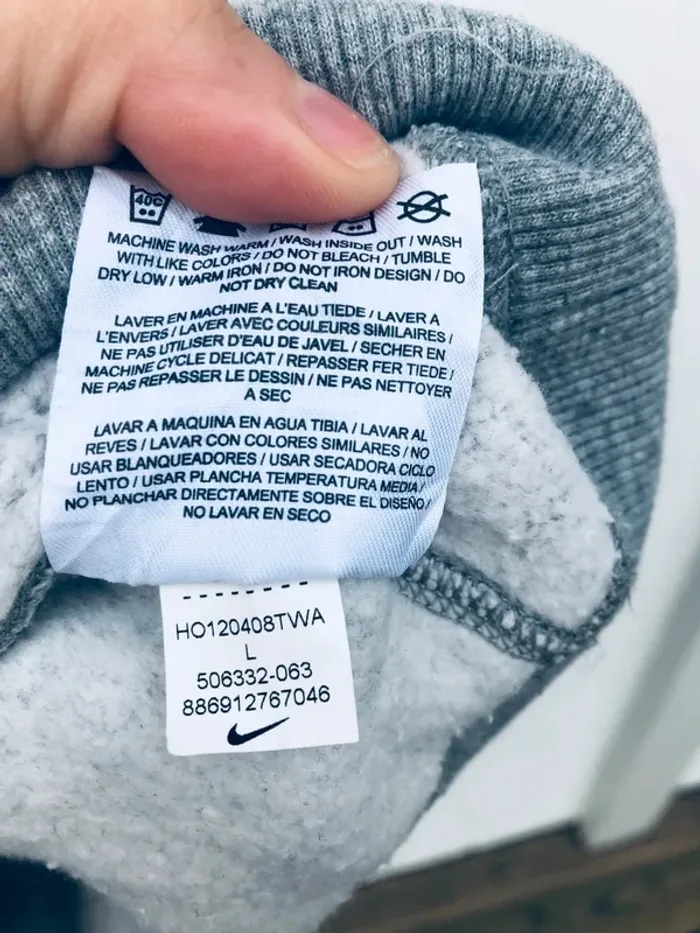 40C
MACHINE WASH WARM / WASH INSIDE OUT / WASH
WITH LIKE COLORS / DO NOT BLEACH / TUMBLE
DRY LOW / WARM IRON / DO NOT IRON DESIGN / DO
NOT DRY CLEAN
LAVER EN MACHINE A L'EAU TIEDE / LAVER A
L'ENVERS / LAVER AVEC COULEURS SIMILAIRES /
NE PAS UTILISER D'EAU DE JAVEL / SECHER EN
MACHINE CYCLE DELICAT / REPASSER FER TIEDE /
NE PAS REPASSER LE DESSIN / NE PAS NETTOYER
A SEC
LAVAR A MAQUINA EN AGUA TIBIA / LAVAR AL
REVES / LAVAR CON COLORES SIMILARES / NO
USAR BLANQUEADORES / USAR SECADORA CICLO
LENTO / USAR PLANCHA TEMPERATURA MEDIA /
NO PLANCHAR DIRECTAMENTE SOBRE EL DISEÑO /
NO LAVAR EN SECO
HO120408TWA
L
506332-063
886912767046